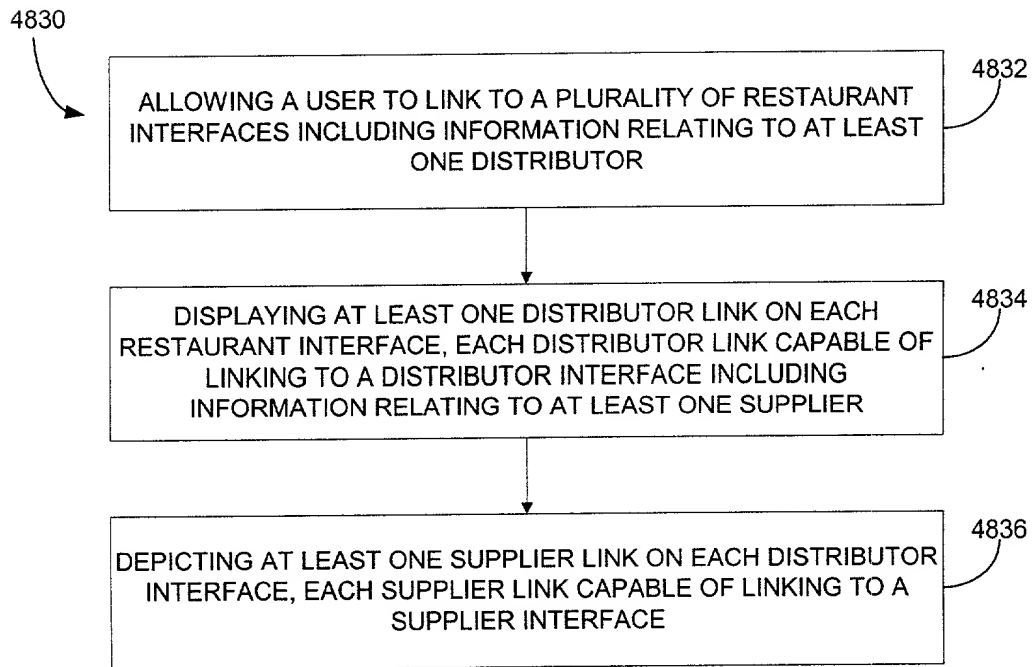 4830
4832
ALLOWING A USER TO LINK TO A PLURALITY OF RESTAURANT
INTERFACES INCLUDING INFORMATION RELATING TO AT LEAST
ONE DISTRIBUTOR
4834
DISPLAYING AT LEAST ONE DISTRIBUTOR LINK ON EACH
RESTAURANT INTERFACE, EACH DISTRIBUTOR LINK CAPABLE OF
LINKING TO A DISTRIBUTOR INTERFACE INCLUDING
INFORMATION RELATING TO AT LEAST ONE SUPPLIER
4836
DEPICTING AT LEAST ONE SUPPLIER LINK ON EACH DISTRIBUTOR
INTERFACE, EACH SUPPLIER LINK CAPABLE OF LINKING TO A
SUPPLIER INTERFACE